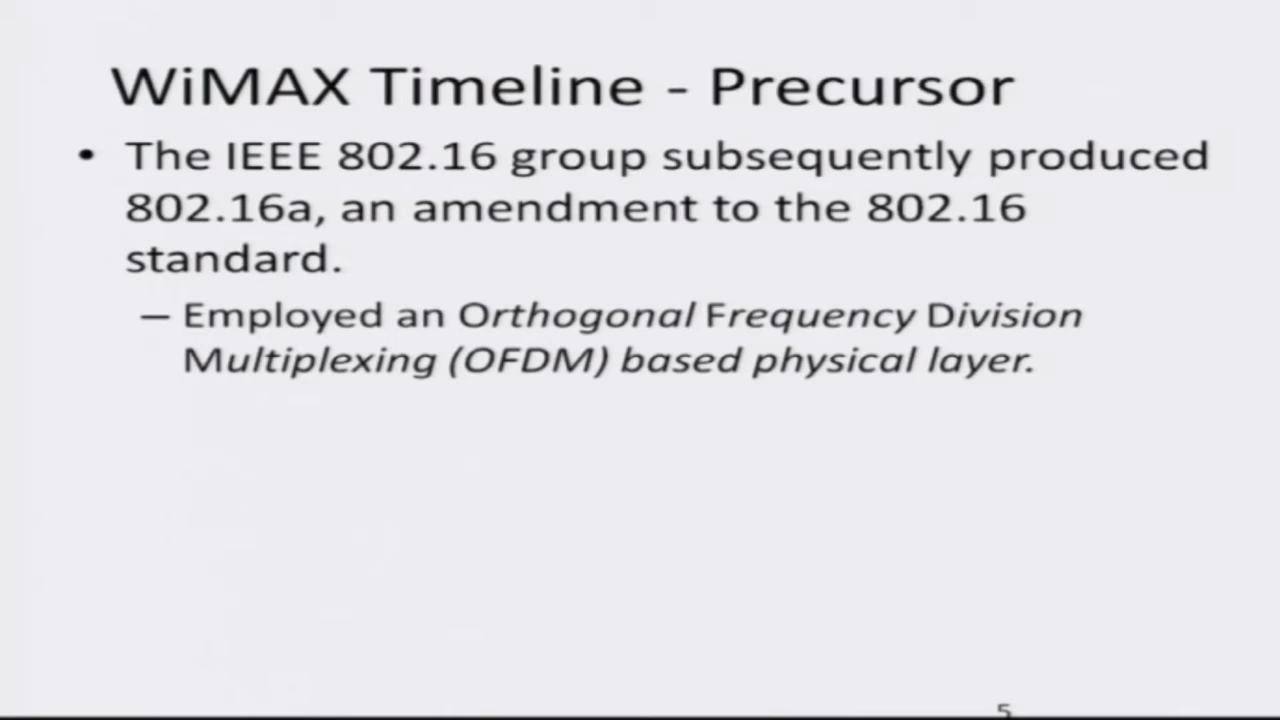 WiMAX Timeline - Precursor
• The IEEE 802.16 group subsequently produced
802.16a, an amendment to the 802.16
standard.
– Employed an Orthogonal Frequency Division
Multiplexing (OFDM) based physical layer.
5